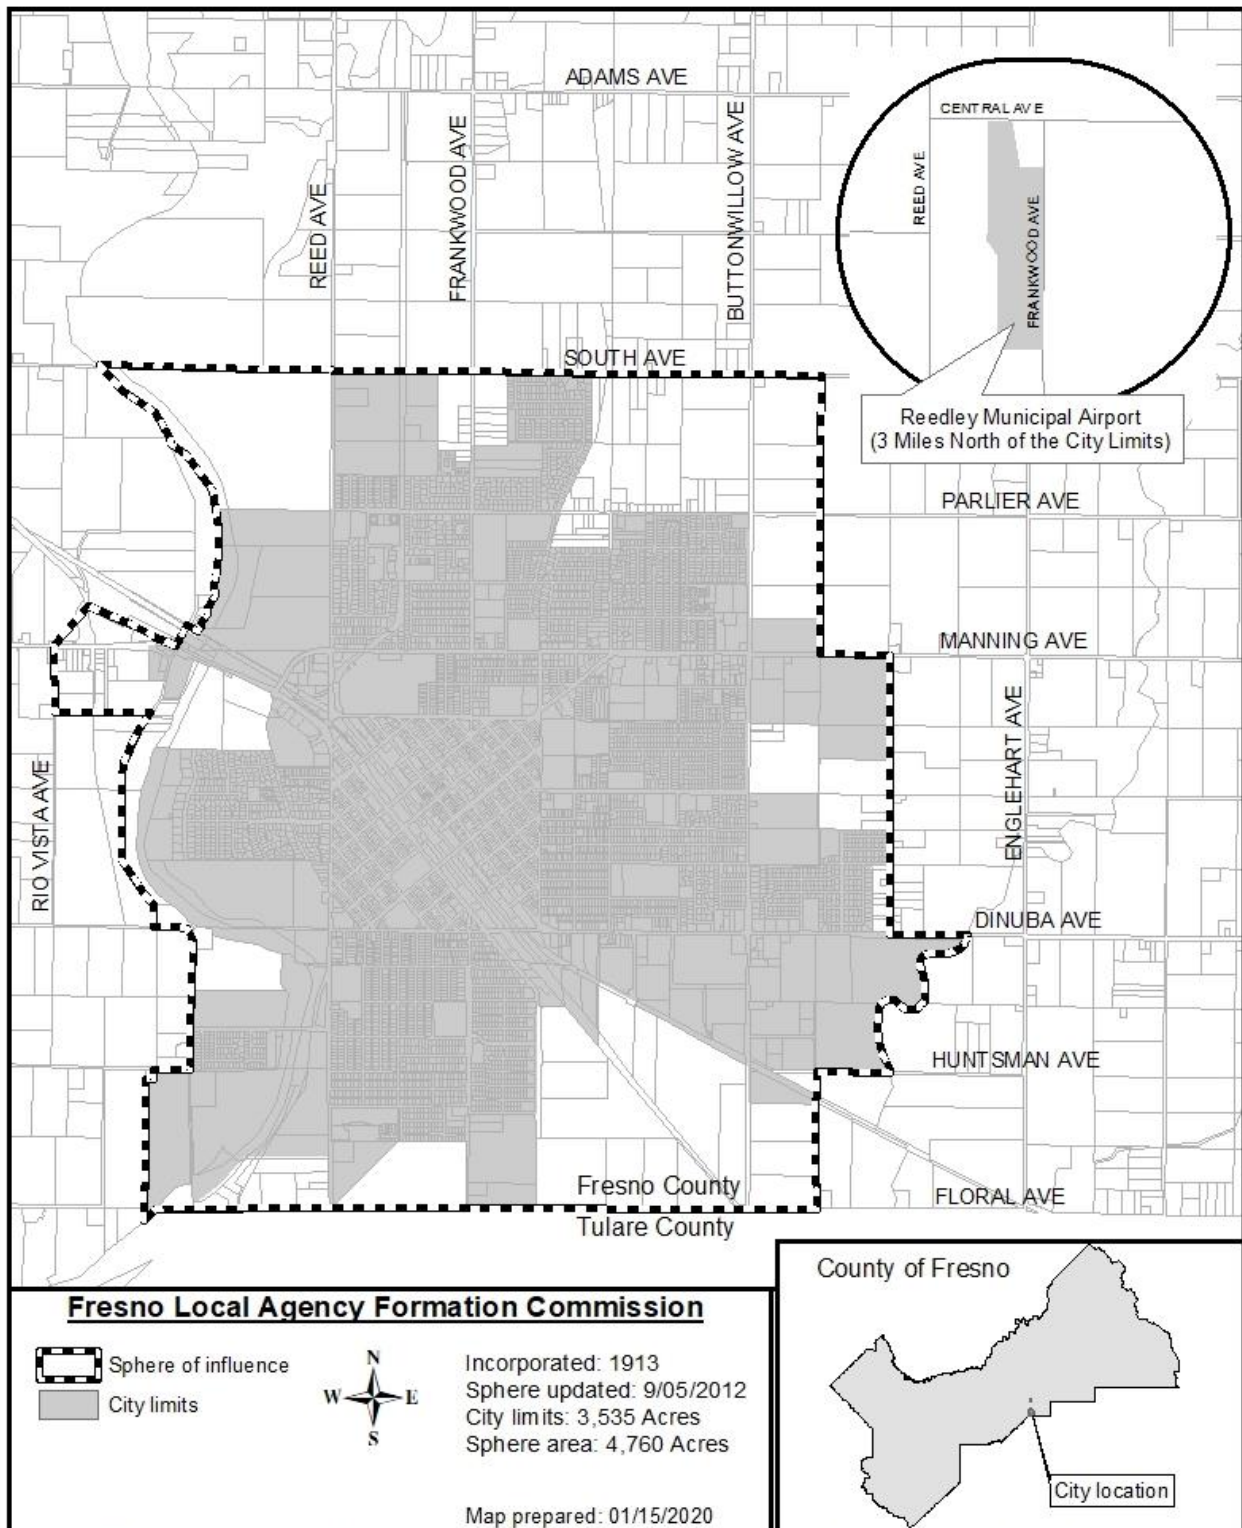 ADAMS AVE
CENTRAL AVE
REED AVE
FRANKWOOD AVE
BUTTONWILLOW AVE
REED AVE
FRANKWOOD AVE
SOUTH AVE
Reedley Municipal Airport
(3 Miles North of the City Limits)
PARLIER AVE
MANNING AVE
ENGLEHART AVE
RIO VISTA AVE
DINUBA AVE
HUNTSMAN AVE
Fresno County
FLORAL AVE
Tulare County
Fresno Local Agency Formation Commission
Sphere of influence
City limits
N
W
E
S
Incorporated: 1913
Sphere updated: 9/05/2012
City limits: 3,535 Acres
Sphere area: 4,760 Acres
Map prepared: 01/15/2020
County of Fresno
City location